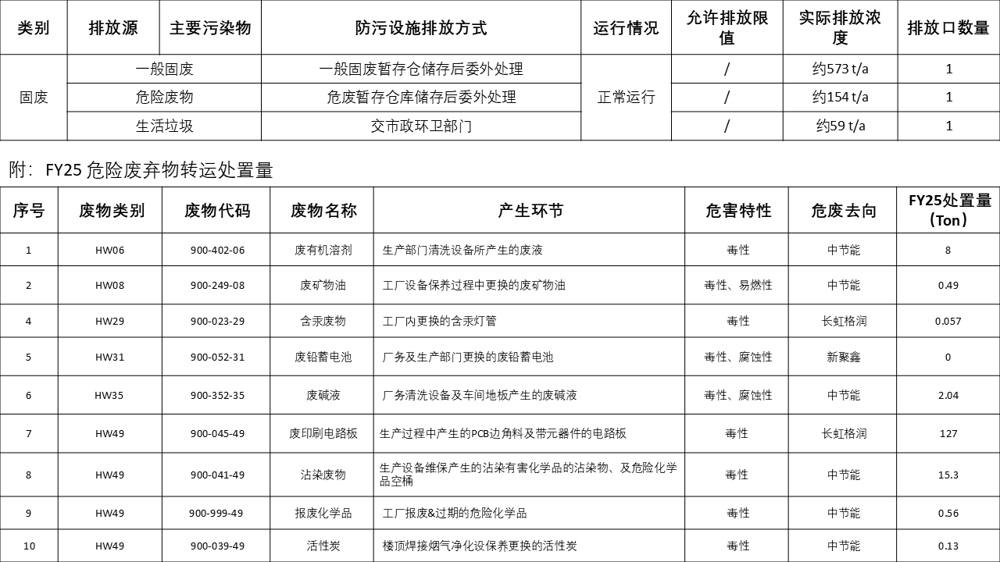 类别 排放源 主要污染物 防污设施排放方式 运行情况 允许排放限值 实际排放浓度 排放口数量
固废 一般固废 一般固废暂存仓储存后委外处理 正常运行 / 约573 t/a 1
危险废物 危废暂存仓库储存后委外处理 / 约154 t/a 1
生活垃圾 交市政环卫部门 / 约59 t/a 1
附：FY25 危险废弃物转运处置量
序号 废物类别 废物代码 废物名称 产生环节 危害特性 危废去向 FY25处置量（Ton）
1 HW06 900-402-06 废有机溶剂 生产部门清洗设备所产生的废液 毒性 中节能 8
2 HW08 900-249-08 废矿物油 工厂设备保养过程中更换的废矿物油 毒性、易燃性 中节能 0.49
4 HW29 900-023-29 含汞废物 工厂内更换的含汞灯管 毒性 长虹格润 0.057
5 HW31 900-052-31 废铅蓄电池 厂务及生产部门更换的废铅蓄电池 毒性、腐蚀性 新聚鑫 0
6 HW35 900-352-35 废碱液 厂务清洗设备及车间地板产生的废碱液 毒性、腐蚀性 中节能 2.04
7 HW49 900-045-49 废印刷电路板 生产过程中产生的PCB边角料及带元器件的电路板 毒性 长虹格润 127
8 HW49 900-041-49 沾染废物 生产设备维保产生的沾染有害化学品的沾染物、及危险化学品空桶 毒性 中节能 15.3
9 HW49 900-999-49 报废化学品 工厂报废&过期的危险化学品 毒性 中节能 0.56
10 HW49 900-039-49 活性炭 楼顶焊接烟气净化设保养更换的活性炭 毒性 中节能 0.13